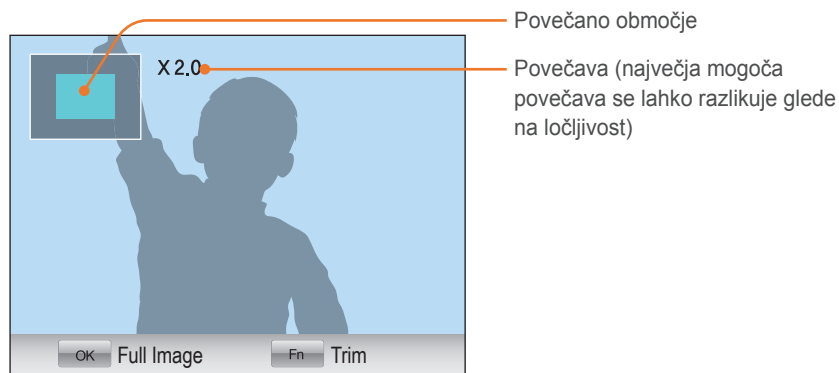 Povečano območje
X 2.0
Povečava (največja mogoča
povečava se lahko razlikuje glede
na ločljivost)
OK Full Image Fn Trim